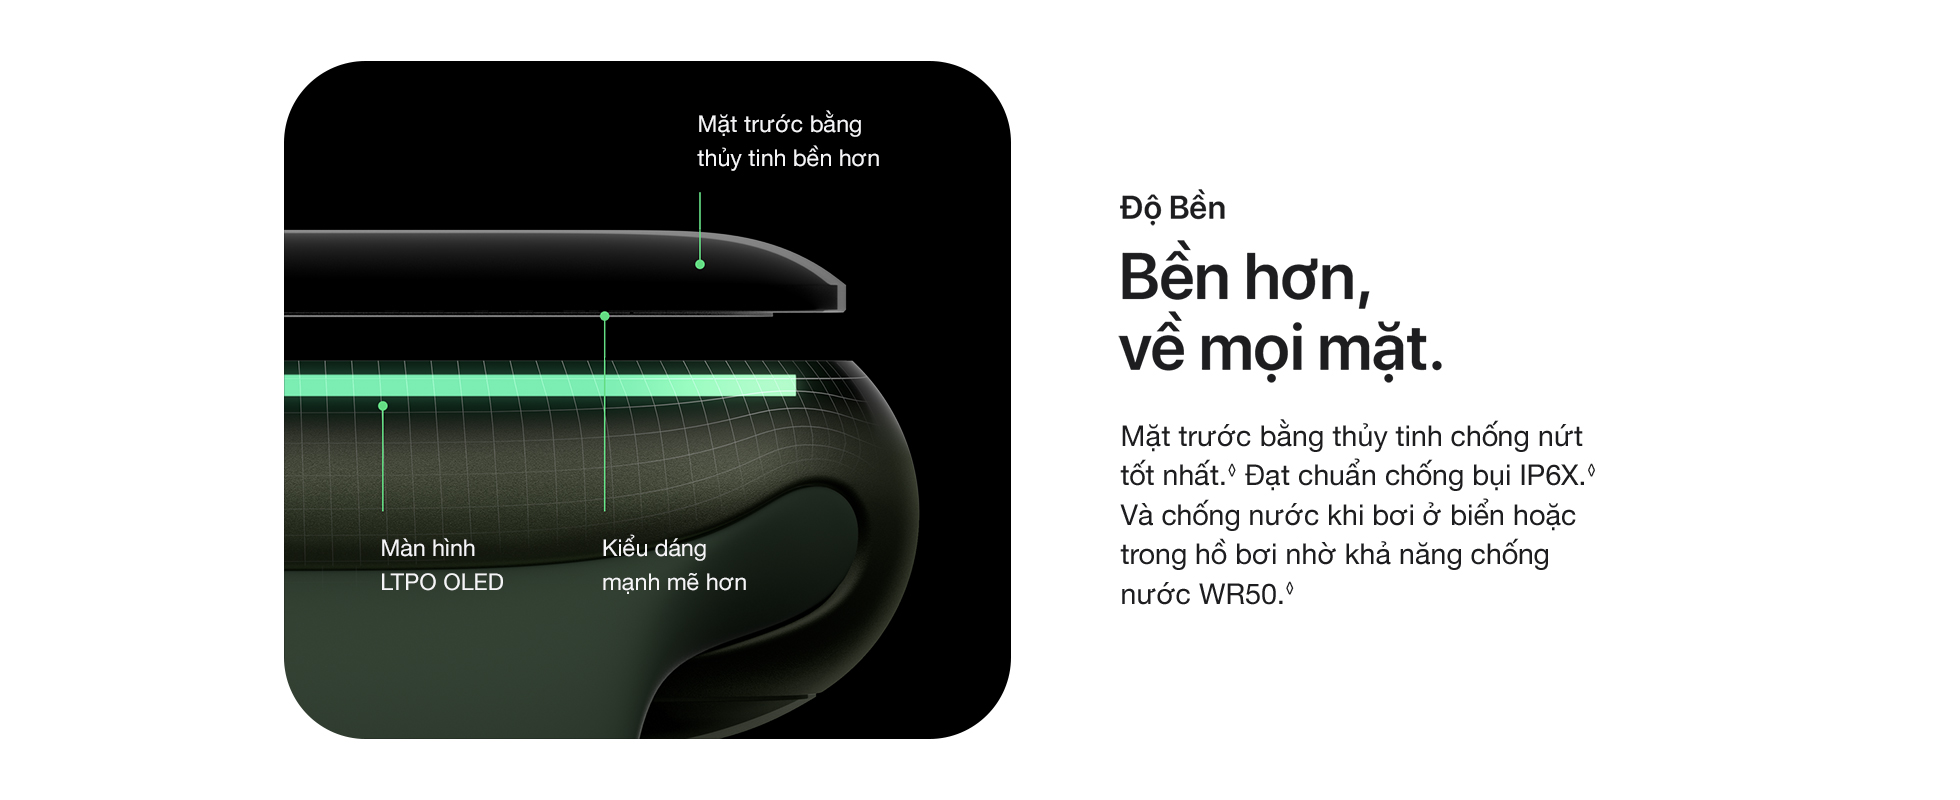 Mặt trước bằng
thủy tinh bền hơn
Màn hình
LTPO OLED
Kiểu dáng
mạnh mẽ hơn
Độ Bền
Bền hơn,
về mọi mặt.
Mặt trước bằng thủy tinh chống nứt
tốt nhất.◊ Đạt chuẩn chống bụi IP6X.◊
Và chống nước khi bơi ở biển hoặc
trong hồ bơi nhờ khả năng chống
nước WR50.◊